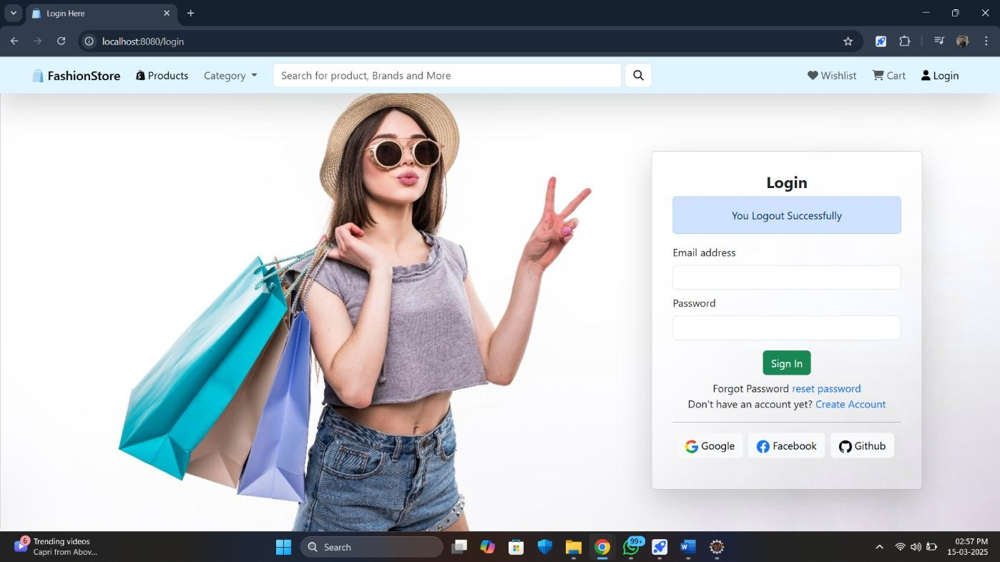 Login Here
localhost:8080/login
FashionStore Products Category Search for product, Brands and More Wishlist Cart Login
Login
You Logout Successfully
Email address
Password
Sign In
Forgot Password reset password
Don't have an account yet? Create Account
Google Facebook Github
6 Trending videos
Capri from Abov...
Search
99+
W
02:57 PM
15-03-2025